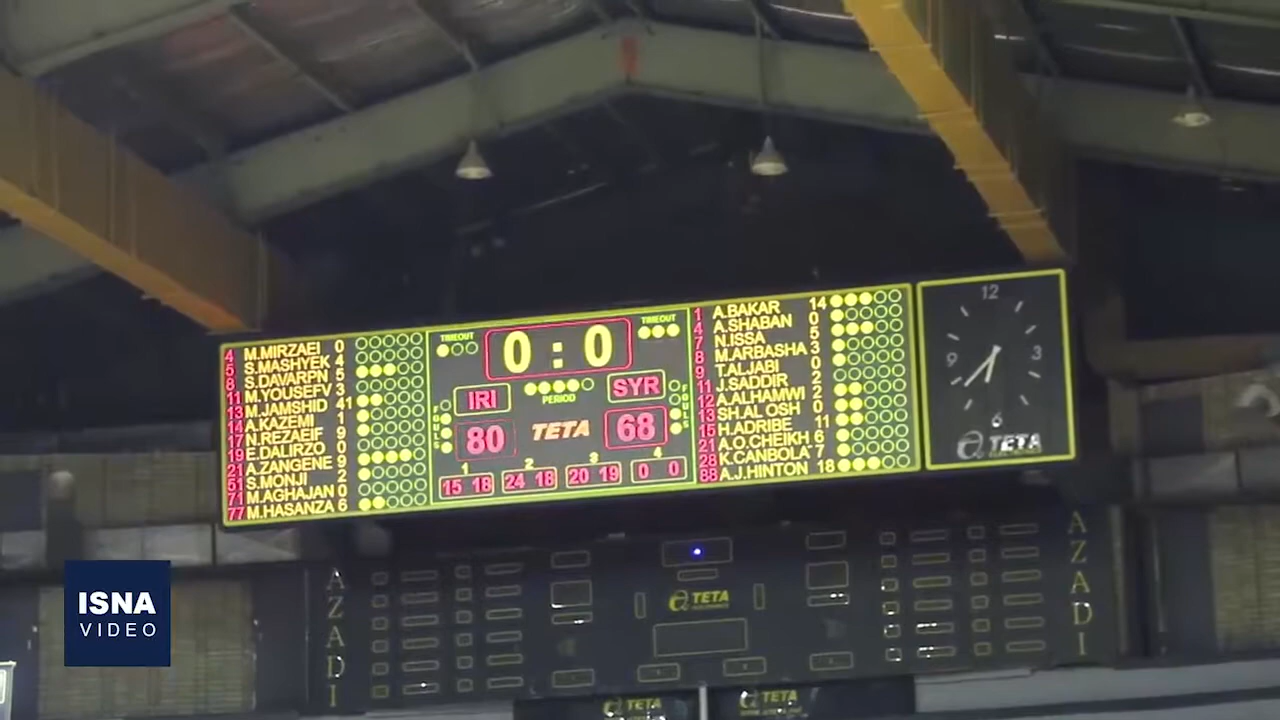 4 M.MIRZAEI 0
5 S.MASHYEK 4
8 S.DAVARPN 5
11 M.YOUSEFV 3
13 M.JAMSHID 41
14 A.KAZEMI 1
17 N.REZAEIF 9
19 E.DALIRZO 0
21 A.ZANGENE 9
51 S.MONJI 2
71 M.AGHAJAN 0
77 M.HASANZA 6
TIMEOUT
0 : 0
TIMEOUT
IRI
PERIOD
SYR
FOULS
80
TETA
68
FOULS
1 2 3 4
15 18 24 18 20 19 0 0
1 A.BAKAR 14
4 A.SHABAN 0
7 N.ISSA 5
8 M.ARBASHA 3
9 T.ALJABI 0
11 J.SADDIR 2
12 A.ALHAMWI 2
13 SH.AL OSH 0
15 H.ADRIBE 11
21 A.O.CHEIKH 6
28 K.CANBOLA 7
88 A.J.HINTON 18
12
9 3
6
TETA
AZADI
TETA
AZADI
TETA
TETA
ISNA
VIDEO